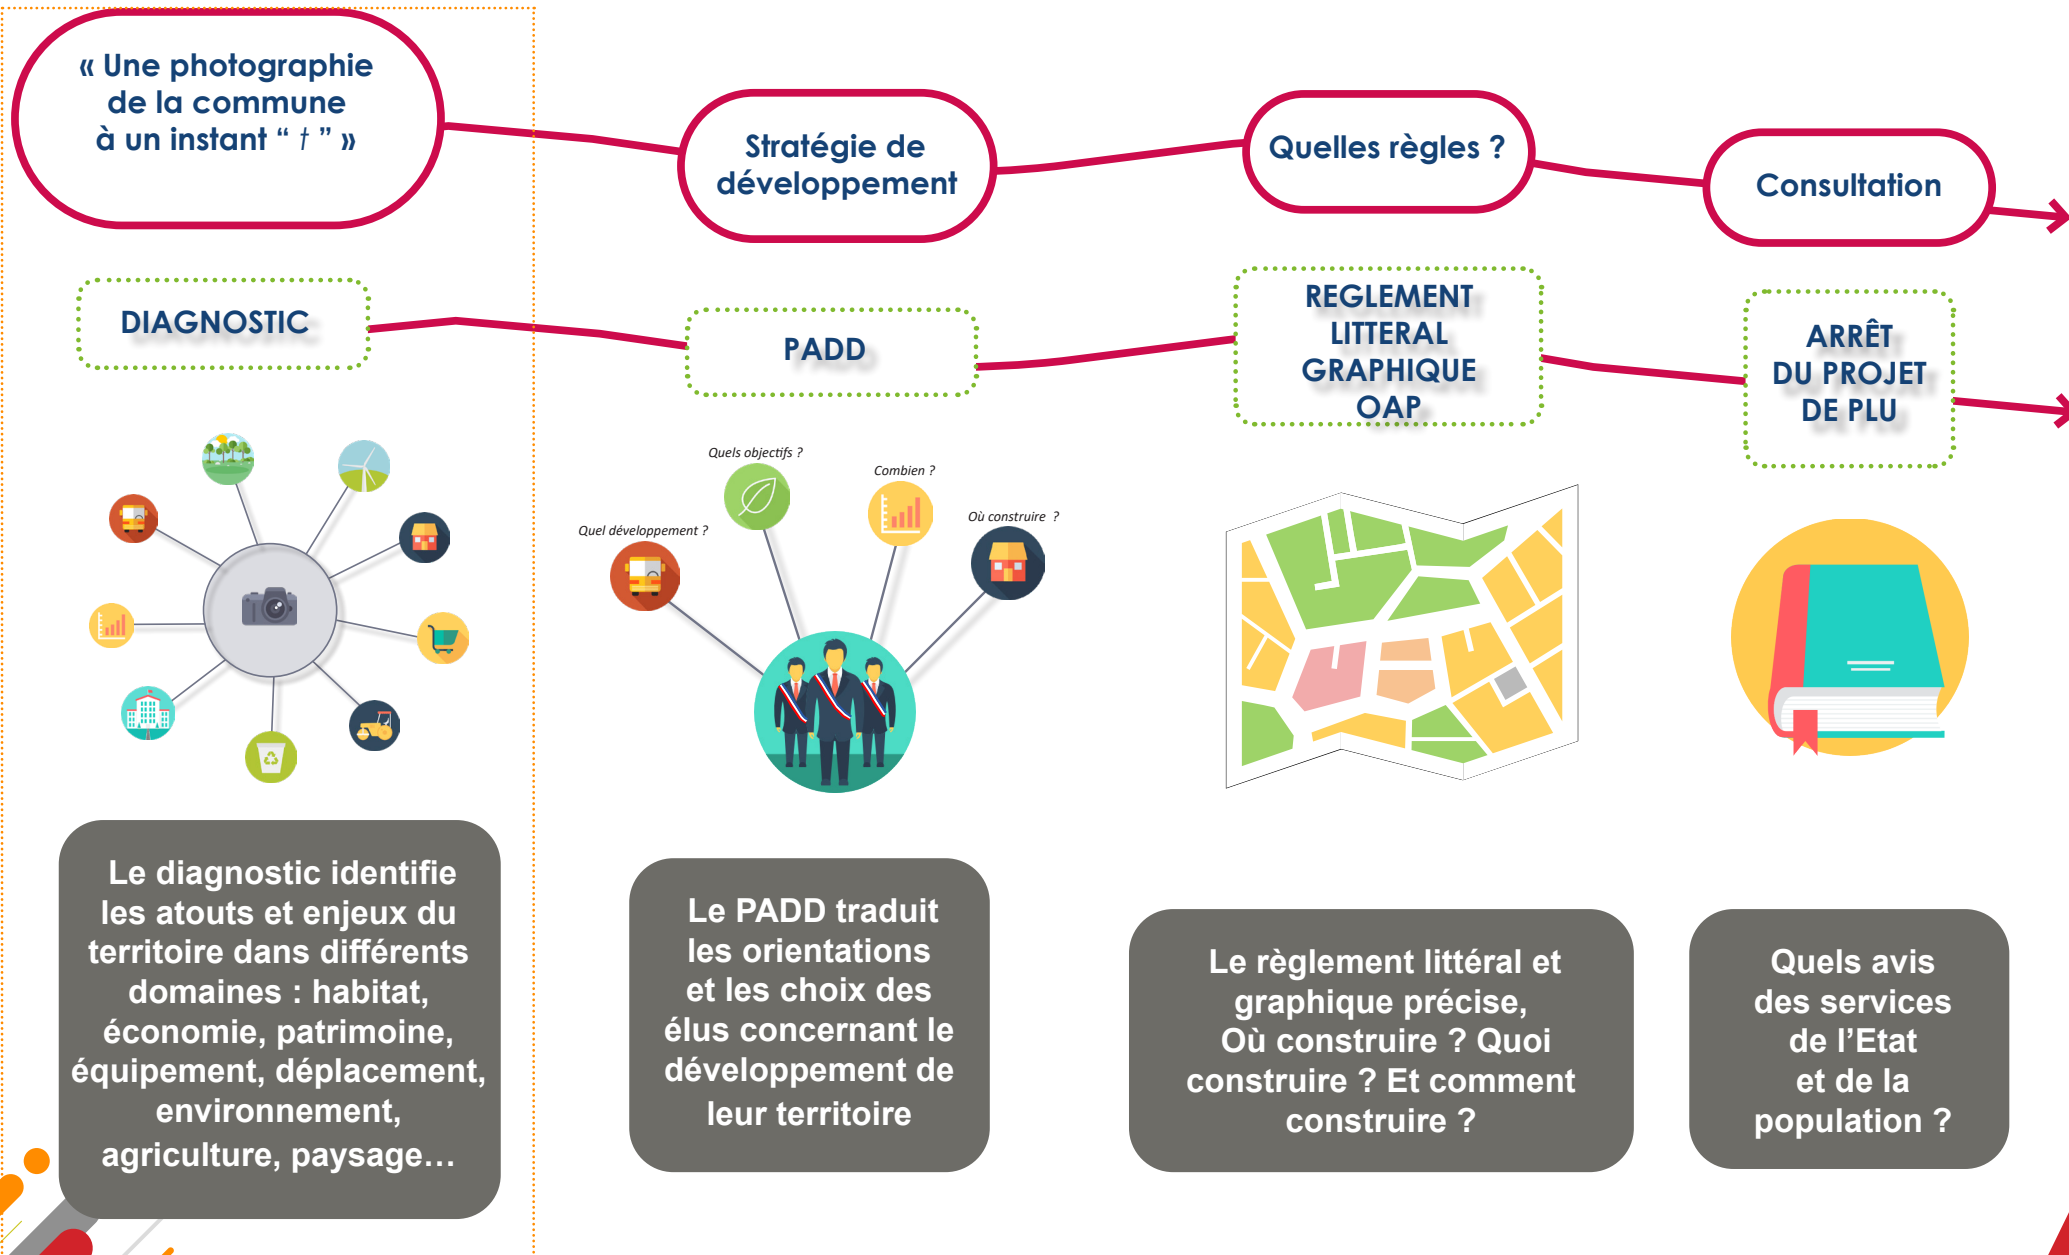 « Une photographie
de la commune
à un instant “ t ” »
Stratégie de
développement
Quelles règles ?
Consultation
DIAGNOSTIC
PADD
REGLEMENT
LITTERAL
GRAPHIQUE
OAP
ARRÊT
DU PROJET
DE PLU
Quel développement ?
Quels objectifs ?
Combien ?
Où construire ?
Le diagnostic identifie
les atouts et enjeux du
territoire dans différents
domaines : habitat,
économie, patrimoine,
équipement, déplacement,
environnement,
agriculture, paysage…
Le PADD traduit
les orientations
et les choix des
élus concernant le
développement de
leur territoire
Le règlement littéral et
graphique précise,
Où construire ? Quoi
construire ? Et comment
construire ?
Quels avis
des services
de l’Etat
et de la
population ?